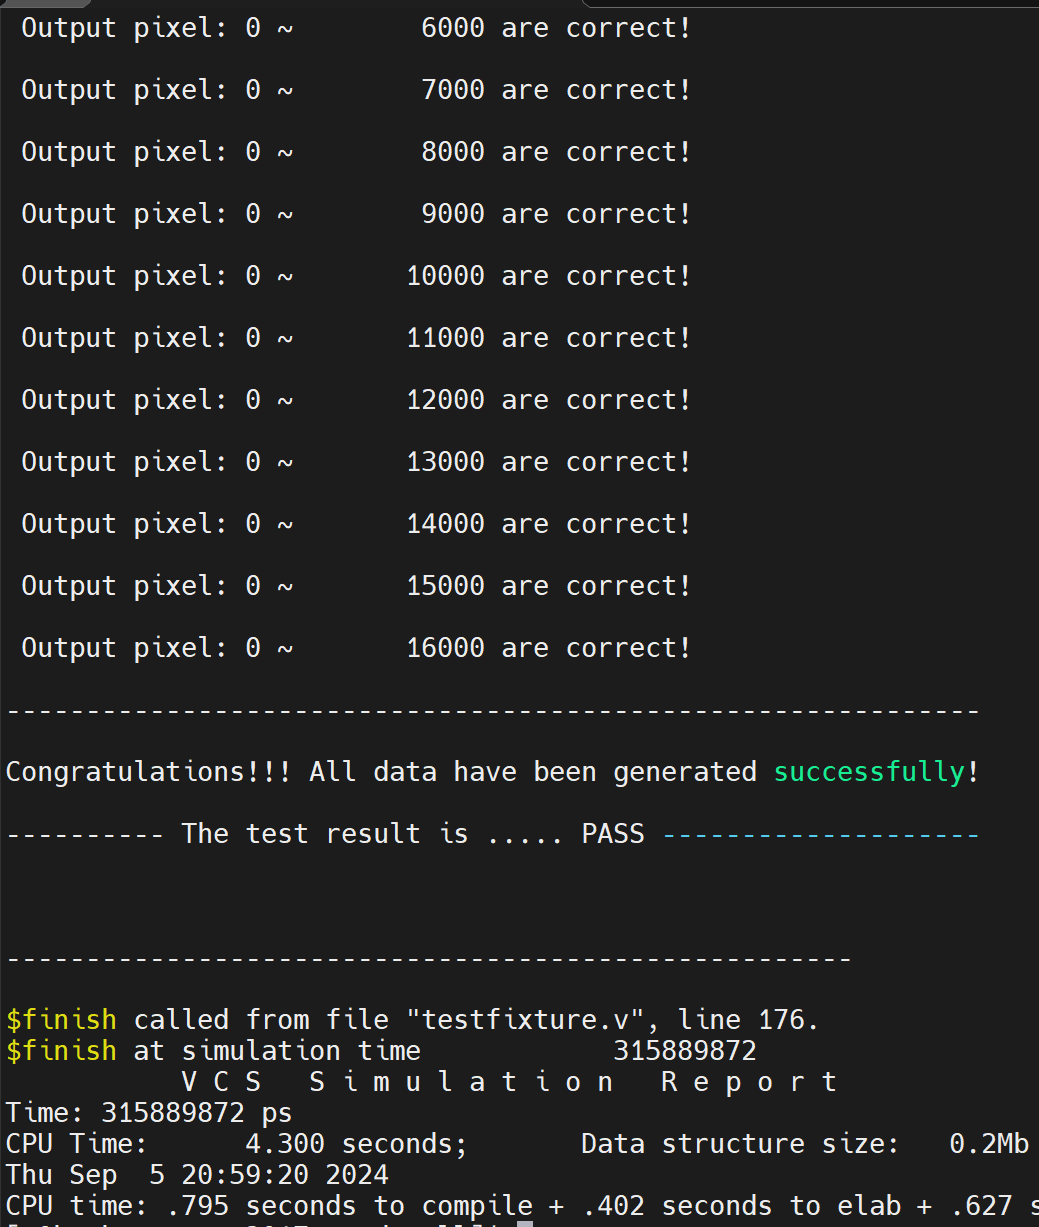 Output pixel: 0 ~ 6000 are correct!
Output pixel: 0 ~ 7000 are correct!
Output pixel: 0 ~ 8000 are correct!
Output pixel: 0 ~ 9000 are correct!
Output pixel: 0 ~ 10000 are correct!
Output pixel: 0 ~ 11000 are correct!
Output pixel: 0 ~ 12000 are correct!
Output pixel: 0 ~ 13000 are correct!
Output pixel: 0 ~ 14000 are correct!
Output pixel: 0 ~ 15000 are correct!
Output pixel: 0 ~ 16000 are correct!
-------------------------------------------------------------
Congratulations!!! All data have been generated successfully!
---------- The test result is ..... PASS --------------------
-----------------------------------------------------
$finish called from file "testfixture.v", line 176.
$finish at simulation time 315889872
V C S S i m u l a t i o n R e p o r t
Time: 315889872 ps
CPU Time: 4.300 seconds; Data structure size: 0.2Mb
Thu Sep 5 20:59:20 2024
CPU time: .795 seconds to compile + .402 seconds to elab + .627 s